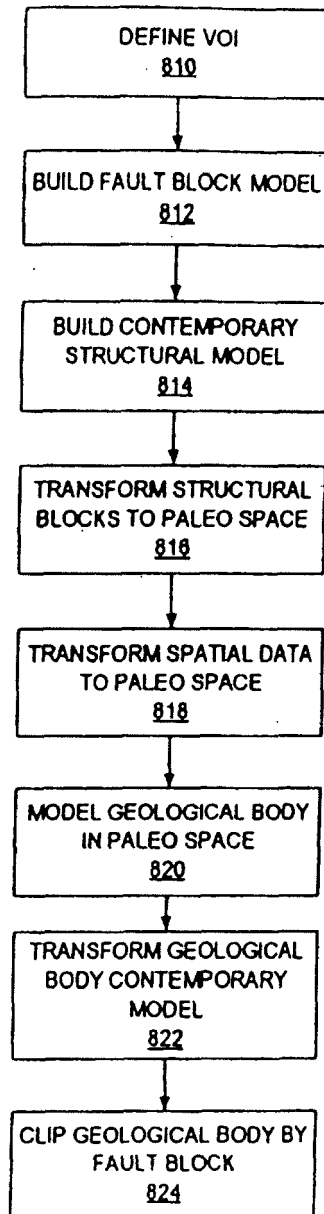 DEFINE VOI
810
BUILD FAULT BLOCK MODEL
812
BUILD CONTEMPORARY
STRUCTURAL MODEL
814
TRANSFORM STRUCTURAL
BLOCKS TO PALEO SPACE
816
TRANSFORM SPATIAL DATA
TO PALEO SPACE
818
MODEL GEOLOGICAL BODY
IN PALEO SPACE
820
TRANSFORM GEOLOGICAL
BODY CONTEMPORARY
MODEL
822
CLIP GEOLOGICAL BODY BY
FAULT BLOCK
824